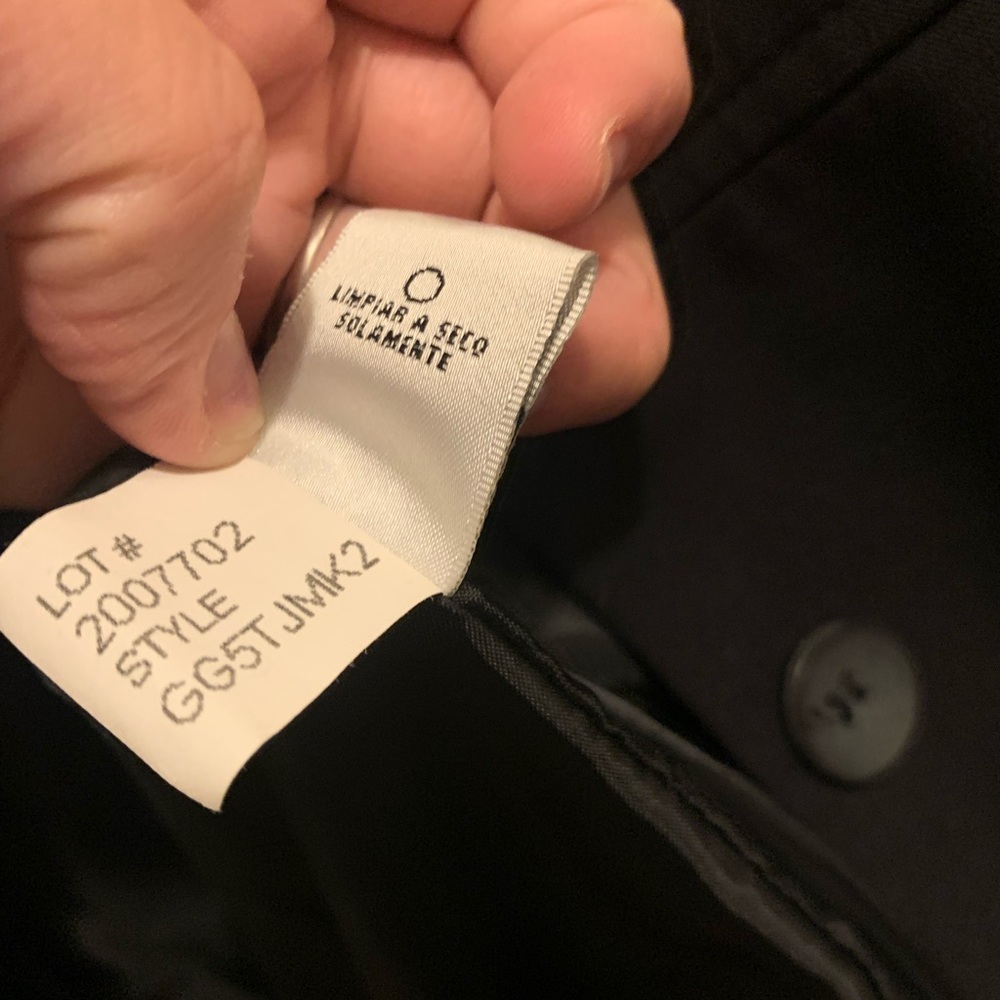 LIMPIAR A SECO
SOLAMENTE
LOT #
2007702
STYLE
GG5TJMK2